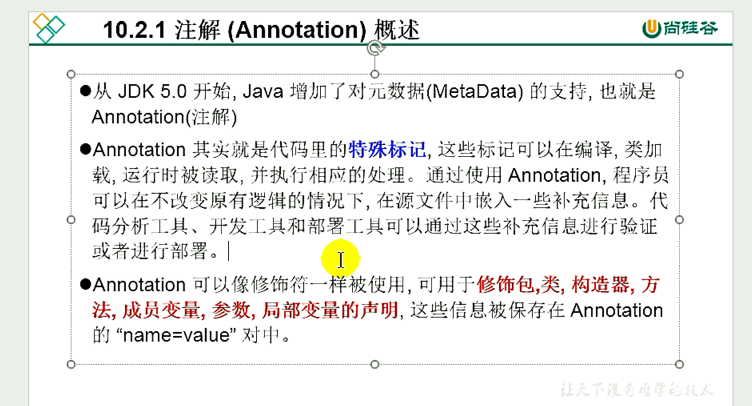 10.2.1 注解 (Annotation) 概述
尚硅谷
●从 JDK 5.0 开始, Java 增加了对元数据(MetaData) 的支持, 也就是
Annotation(注解)
●Annotation 其实就是代码里的特殊标记, 这些标记可以在编译, 类加
载, 运行时被读取, 并执行相应的处理。通过使用 Annotation, 程序员
可以在不改变原有逻辑的情况下, 在源文件中嵌入一些补充信息。代
码分析工具、开发工具和部署工具可以通过这些补充信息进行验证
或者进行部署。
●Annotation 可以像修饰符一样被使用, 可用于修饰包,类, 构造器, 方
法, 成员变量, 参数, 局部变量的声明, 这些信息被保存在 Annotation
的 “name=value” 对中。
让天下没有难学的技术